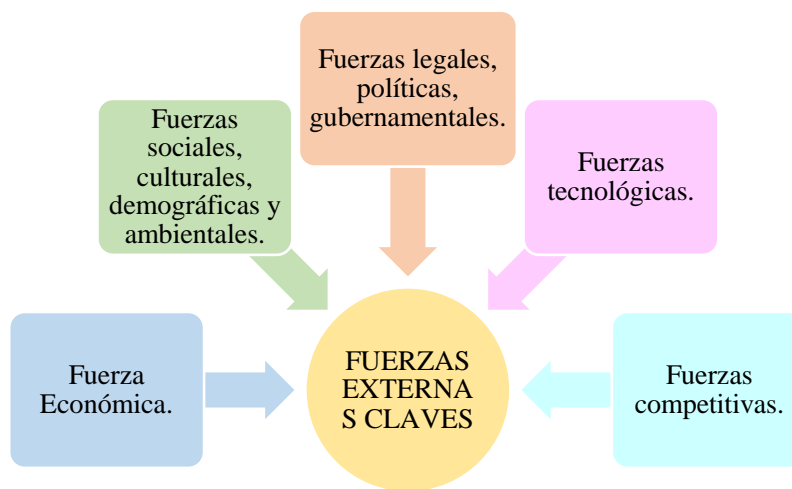 Fuerzas legales,
políticas,
gubernamentales.
Fuerzas
sociales,
culturales,
demográficas y
ambientales.
Fuerzas
tecnológicas.
Fuerza
Económica.
FUERZAS
EXTERNA
S CLAVES
Fuerzas
competitivas.